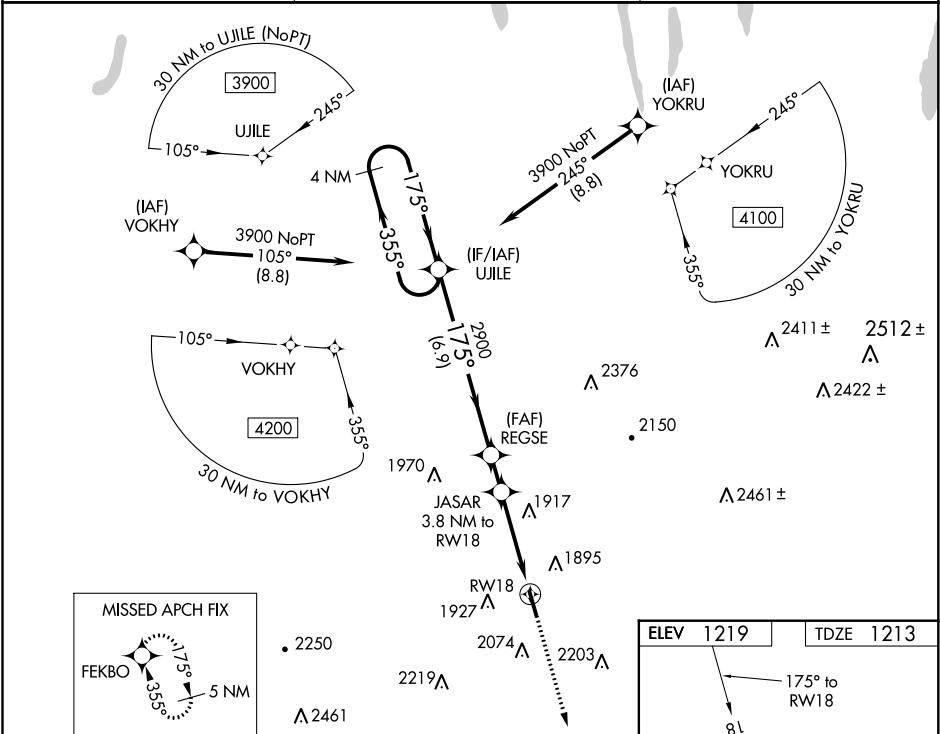 30 NM to UJILE (NoPT)
3900
245°
UJILE
105°
(IAF)
YOKRU
3900 NoPT
245°
(8.8)
245°
YOKRU
4100
355°
30 NM to YOKRU
4 NM
175°
355°
(IAF)
VOKHY
3900 NoPT
105°
(8.8)
(IF/IAF)
UJILE
2900
175°
(6.9)
105°
VOKHY
355°
4200
30 NM to VOKHY
2411 ±
2512 ±
2376
2422 ±
2150
(FAF)
REGSE
1970
2461 ±
JASAR
3.8 NM to
RW18
1917
1895
RW18
1927
2074
2203
2250
2219
2461
MISSED APCH FIX
FEKBO
175°
355°
5 NM
ELEV 1219
TDZE 1213
175° to
RW18
18